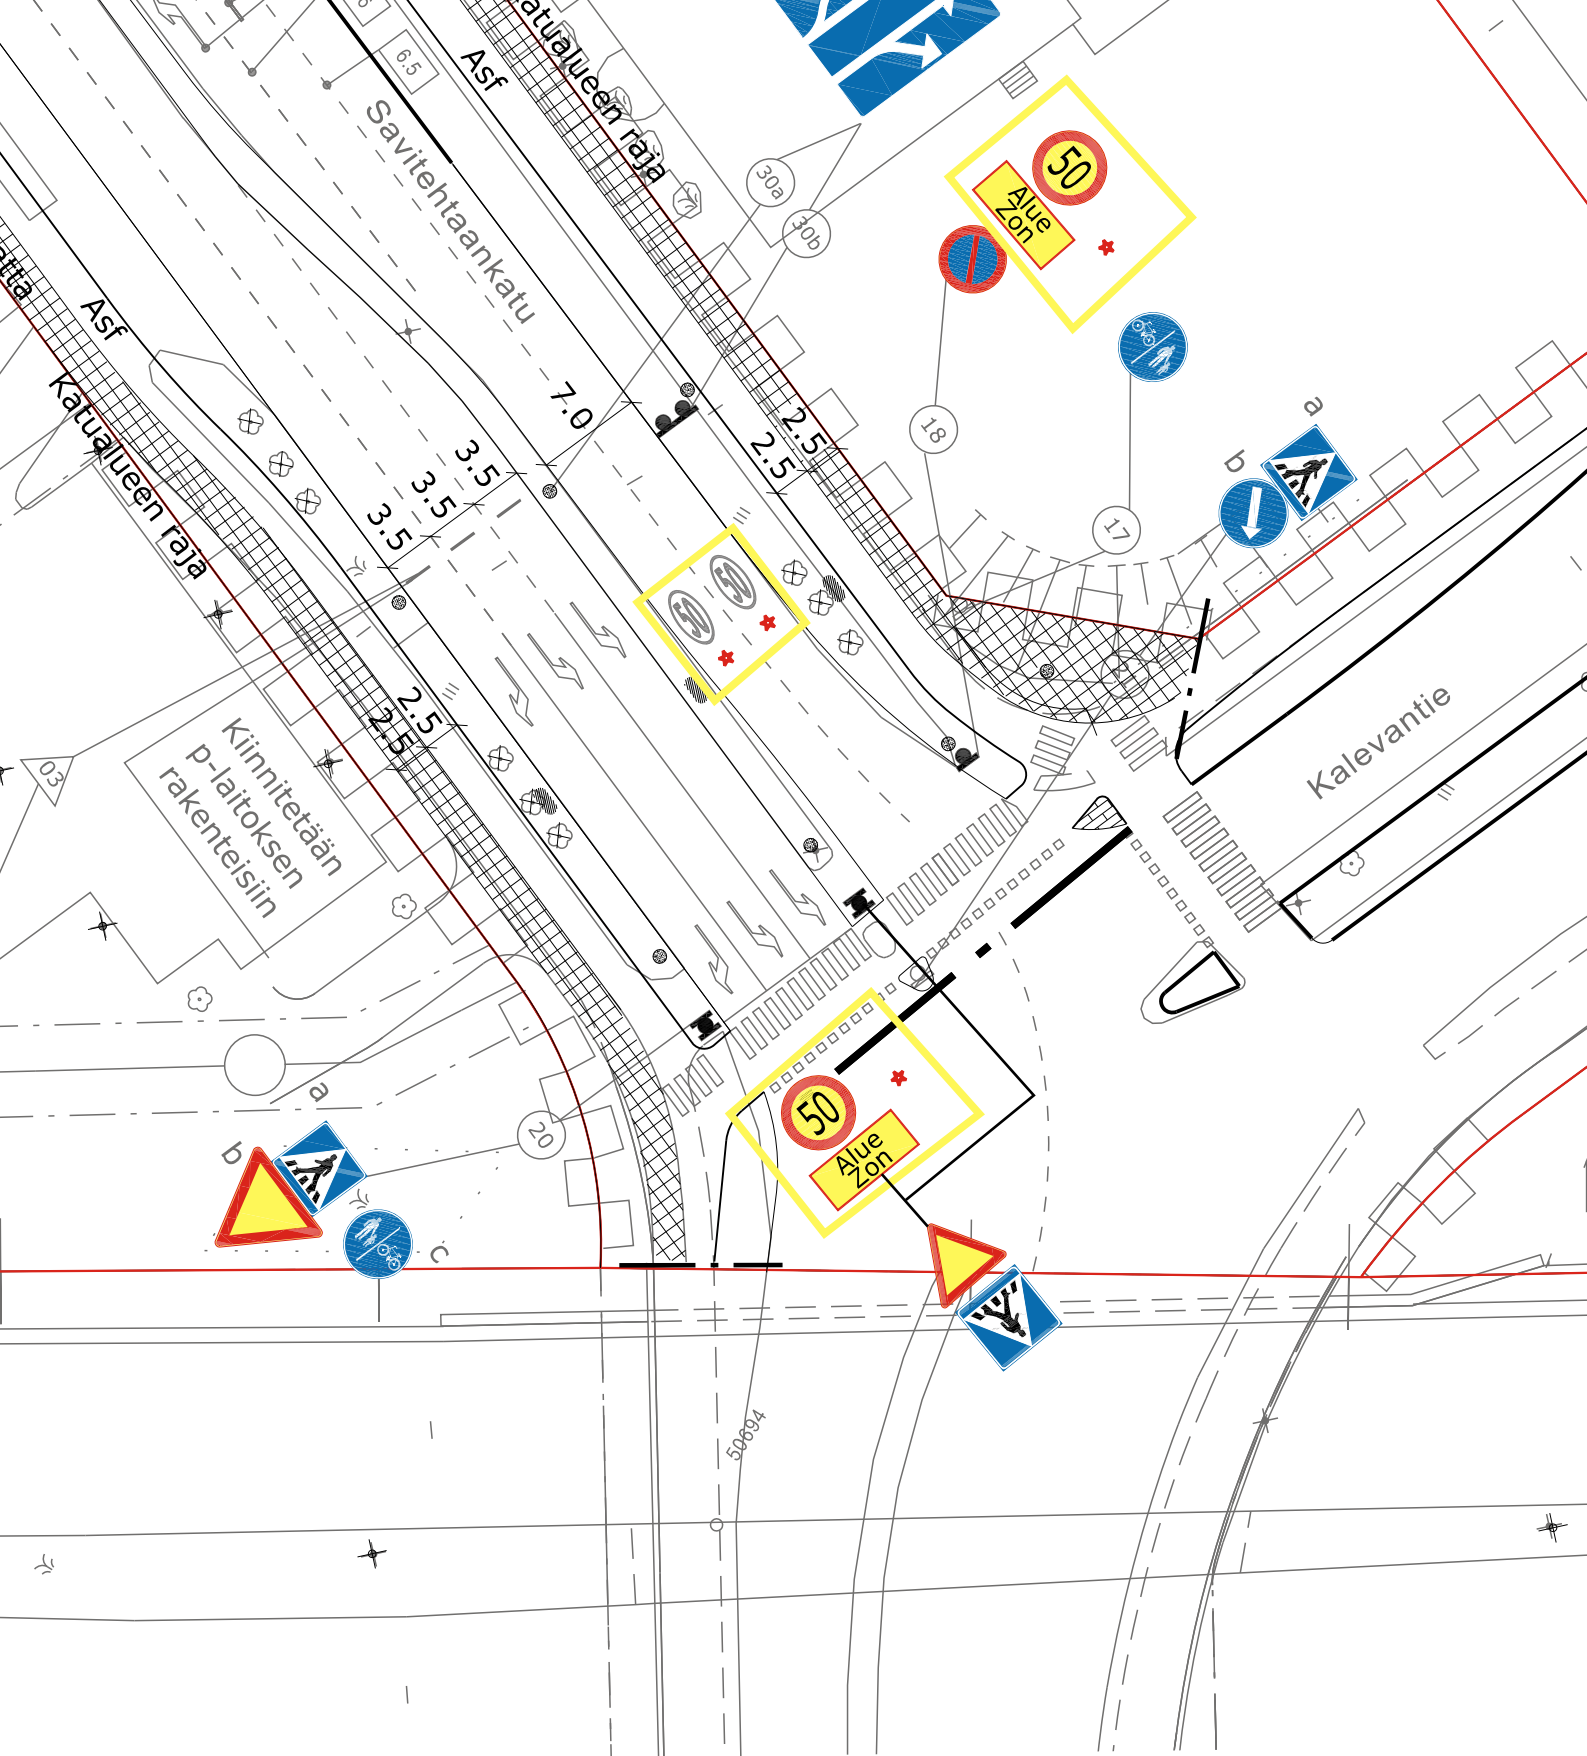 6.5
Asf
Katualueen raja
Savitehtaankatu
30a
30b
50
Alue
Zon
18
17
a
b
Asf
Katualueen raja
7.0
3.5
3.5
3.5
2.5
2.5
50
50
2.5
2.5
03
Kiinnitetään
p-laitoksen
rakenteisiin
Kalevantie
50
Alue
Zon
20
a
b
c
50694